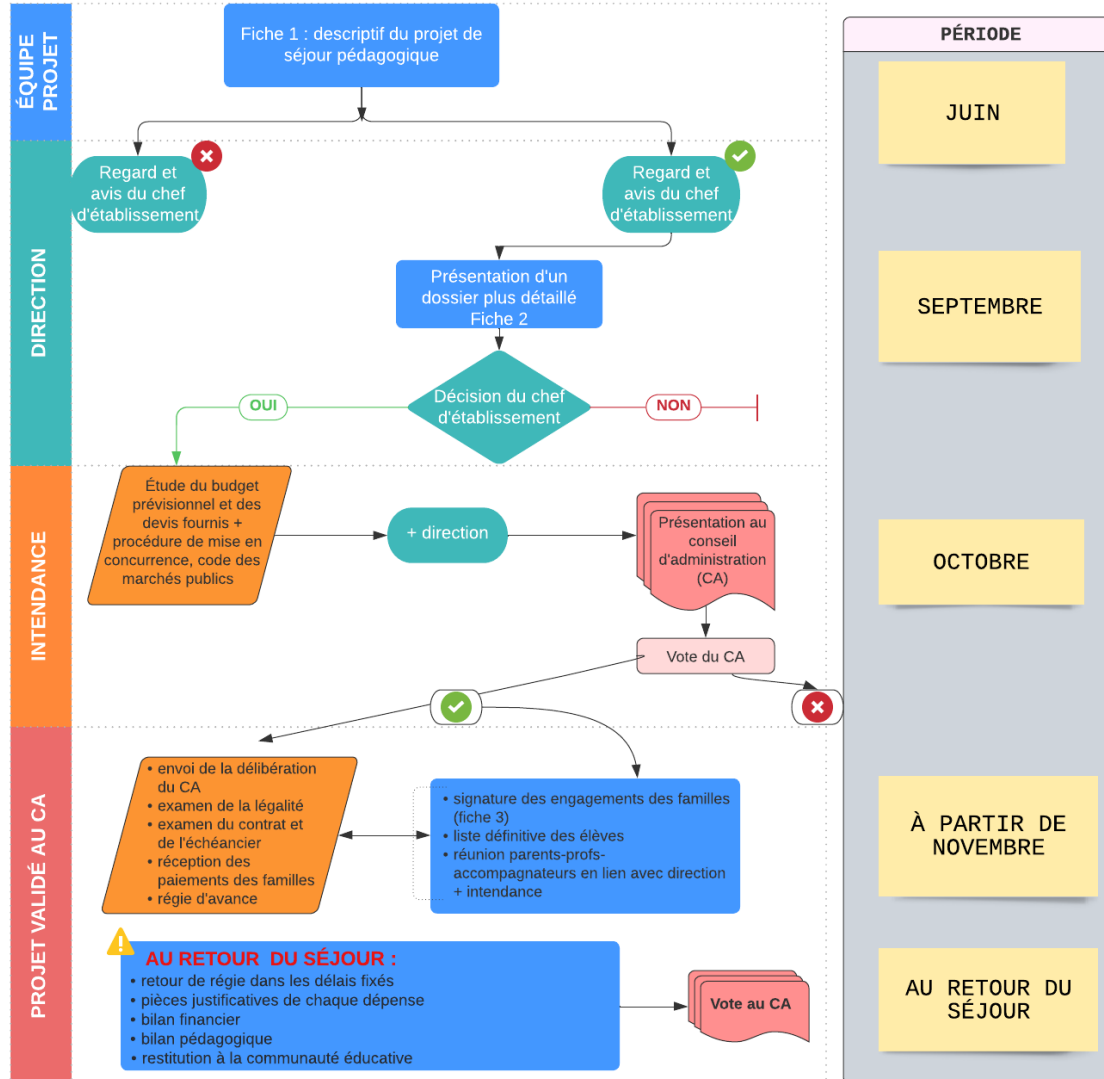 ÉQUIPE
PROJET
Fiche 1 : descriptif du projet de
séjour pédagogique
PÉRIODE
JUIN
DIRECTION
Regard et
avis du chef
d'établissement
Regard et
avis du chef
d'établissement
Présentation d'un
dossier plus détaillé
Fiche 2
SEPTEMBRE
Décision du chef
d'établissement
OUI
NON
INTENDANCE
Étude du budget
prévisionnel et des
devis fournis +
procédure de mise en
concurrence, code des
marchés publics
+ direction
Présentation au
conseil
d'administration
(CA)
OCTOBRE
Vote du CA
PROJET VALIDÉ AU CA
• envoi de la délibération
du CA
• examen de la légalité
• examen du contrat et
de l'échéancier
• réception des
paiements des familles
• régie d'avance
• signature des engagements des familles
(fiche 3)
• liste définitive des élèves
• réunion parents-profs-
accompagnateurs en lien avec direction
+ intendance
À PARTIR DE
NOVEMBRE
AU RETOUR DU SÉJOUR :
• retour de régie dans les délais fixés
• pièces justificatives de chaque dépense
• bilan financier
• bilan pédagogique
• restitution à la communauté éducative
Vote au CA
AU RETOUR DU
SÉJOUR